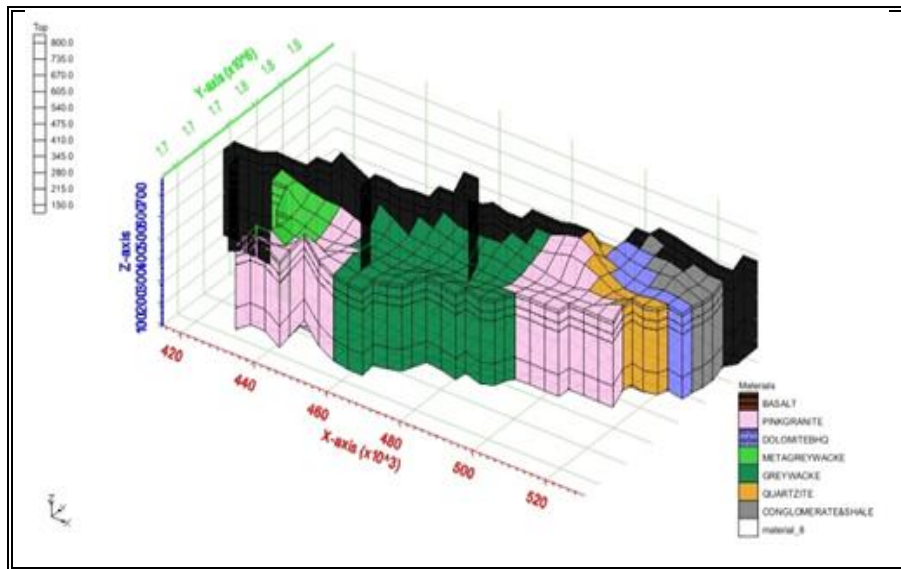 Top
800.0
735.0
670.0
605.0
540.0
475.0
410.0
345.0
280.0
215.0
150.0
Y-axis (x10^6)
1.7
1.7
1.7
1.8
1.8
1.9
Z-axis
100200300400500600700
420
440
460
480
500
520
X-axis (x10^3)
Materials
BASALT
PINKGRANITE
DOLOMITEBHQ
METAGREYWACKE
GREYWACKE
QUARTZITE
CONGLOMERATE&SHALE
material_8
Z
Y
X